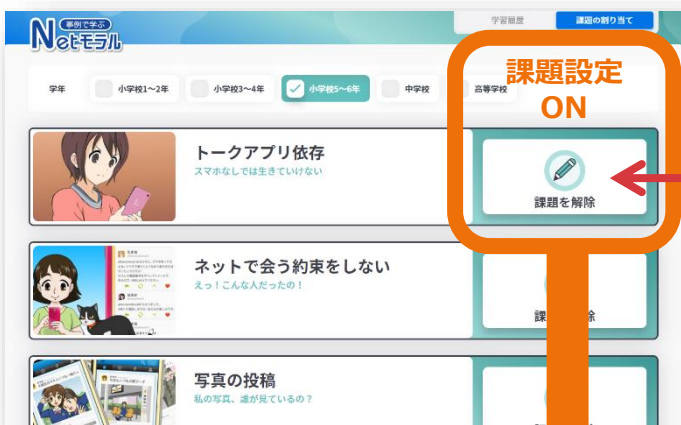 事例で学ぶ
Netモラル
学習履歴
課題の割り当て
学年
小学校1~2年
小学校3~4年
小学校5~6年
中学校
高等学校
課題設定
ON
トークアプリ依存
スマホなしでは生きていけない
課題を解除
ネットで会う約束をしない
えっ!こんな人だったの!
写真の投稿
私の写真、誰が見ているの?